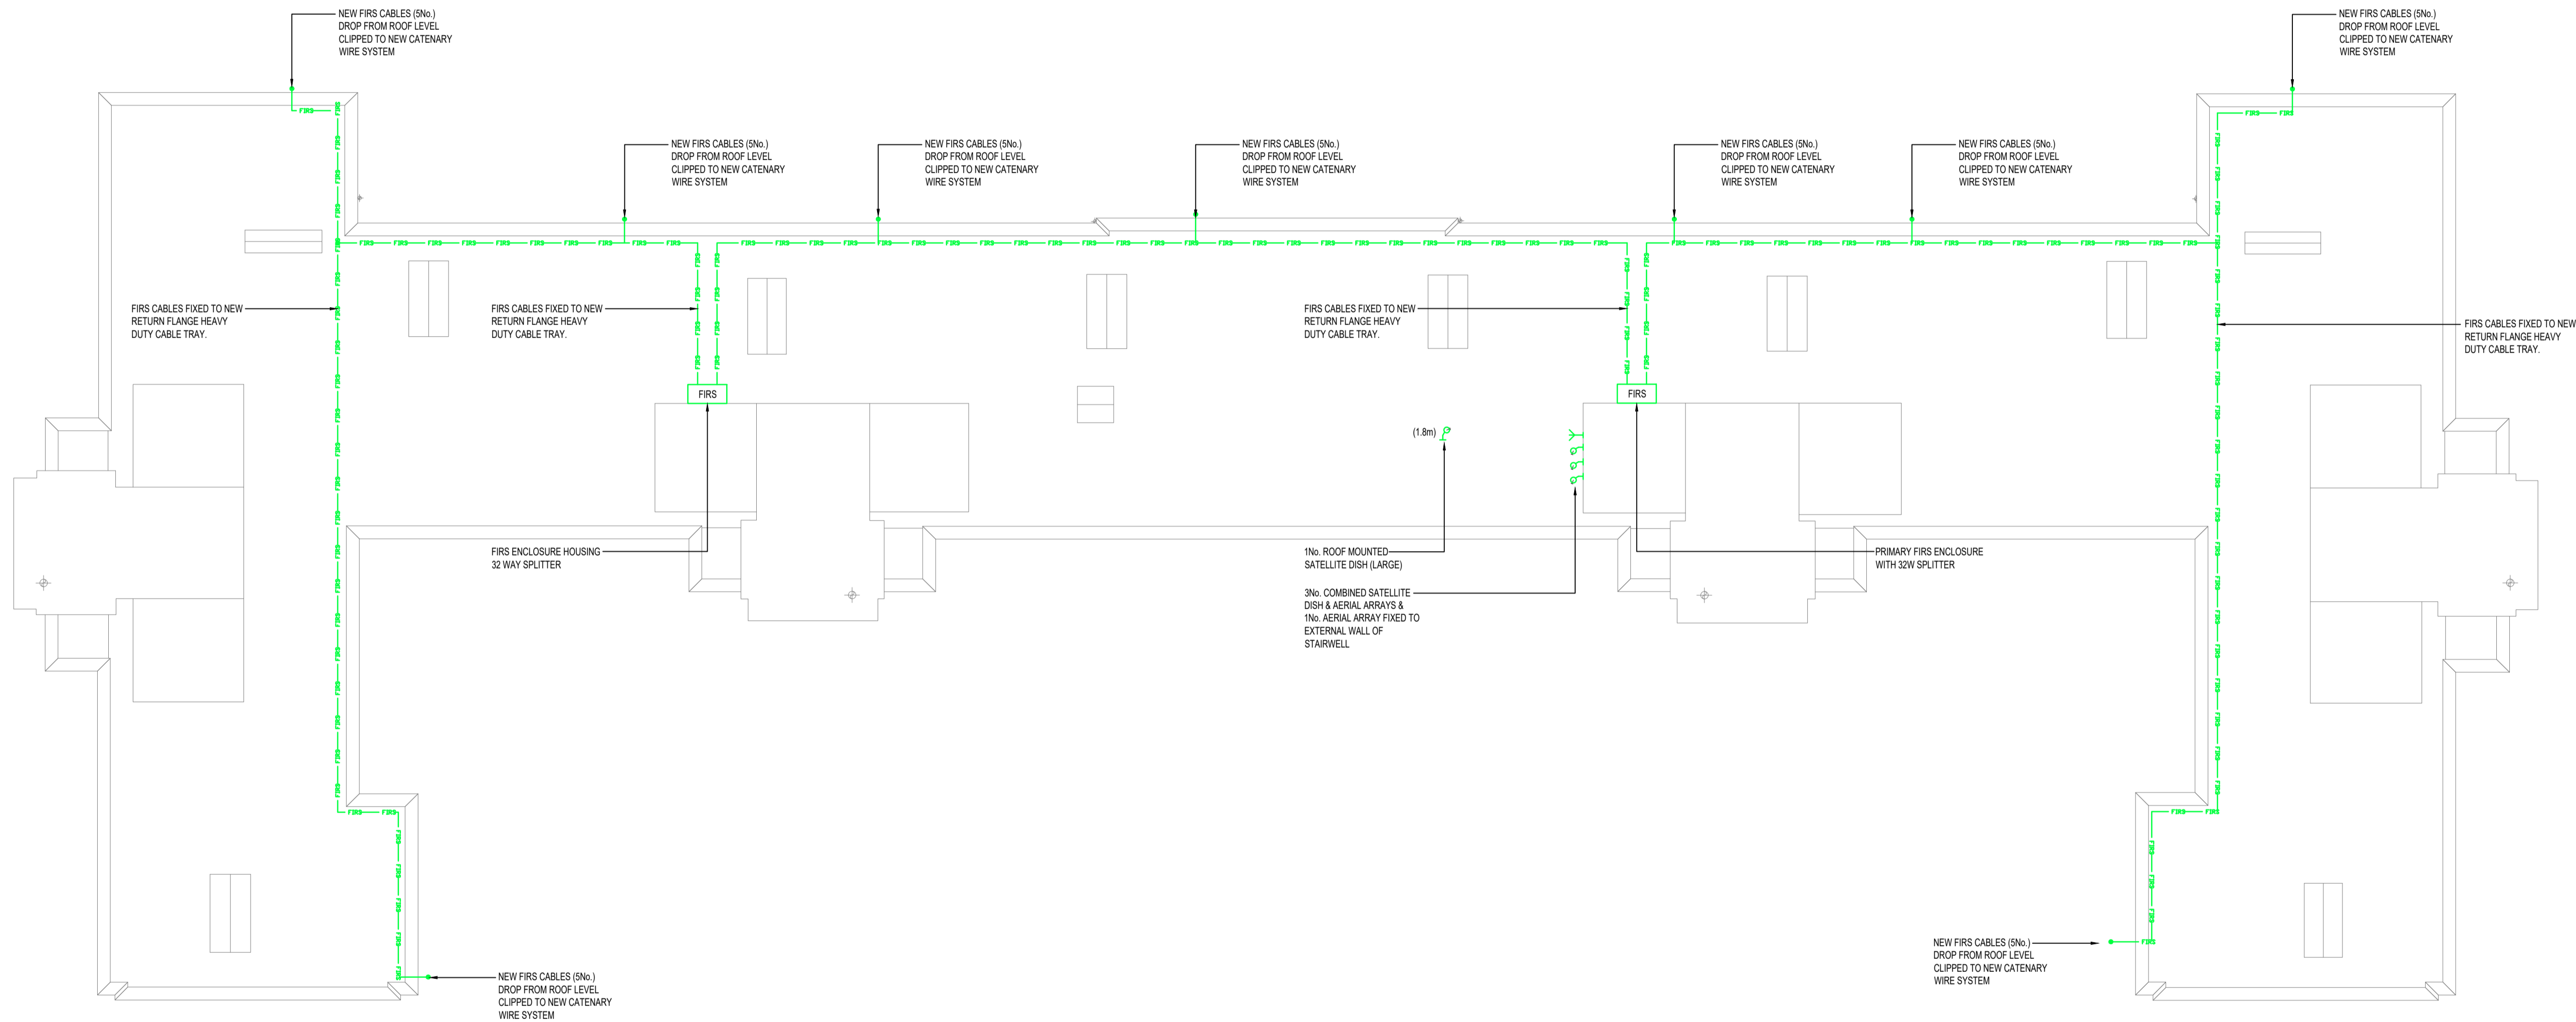 NEW FIRS CABLES (5No.)
DROP FROM ROOF LEVEL
CLIPPED TO NEW CATENARY
WIRE SYSTEM
NEW FIRS CABLES (5No.)
DROP FROM ROOF LEVEL
CLIPPED TO NEW CATENARY
WIRE SYSTEM
NEW FIRS CABLES (5No.)
DROP FROM ROOF LEVEL
CLIPPED TO NEW CATENARY
WIRE SYSTEM
NEW FIRS CABLES (5No.)
DROP FROM ROOF LEVEL
CLIPPED TO NEW CATENARY
WIRE SYSTEM
NEW FIRS CABLES (5No.)
DROP FROM ROOF LEVEL
CLIPPED TO NEW CATENARY
WIRE SYSTEM
NEW FIRS CABLES (5No.)
DROP FROM ROOF LEVEL
CLIPPED TO NEW CATENARY
WIRE SYSTEM
NEW FIRS CABLES (5No.)
DROP FROM ROOF LEVEL
CLIPPED TO NEW CATENARY
WIRE SYSTEM
FIRS CABLES FIXED TO NEW
RETURN FLANGE HEAVY
DUTY CABLE TRAY.
FIRS CABLES FIXED TO NEW
RETURN FLANGE HEAVY
DUTY CABLE TRAY.
FIRS CABLES FIXED TO NEW
RETURN FLANGE HEAVY
DUTY CABLE TRAY.
FIRS CABLES FIXED TO NEW
RETURN FLANGE HEAVY
DUTY CABLE TRAY.
FIRS
FIRS
(1.8m)
FIRS ENCLOSURE HOUSING
32 WAY SPLITTER
1No. ROOF MOUNTED
SATELLITE DISH (LARGE)
PRIMARY FIRS ENCLOSURE
WITH 32W SPLITTER
3No. COMBINED SATELLITE
DISH & AERIAL ARRAYS &
1No. AERIAL ARRAY FIXED TO
EXTERNAL WALL OF
STAIRWELL
NEW FIRS CABLES (5No.)
DROP FROM ROOF LEVEL
CLIPPED TO NEW CATENARY
WIRE SYSTEM
NEW FIRS CABLES (5No.)
DROP FROM ROOF LEVEL
CLIPPED TO NEW CATENARY
WIRE SYSTEM